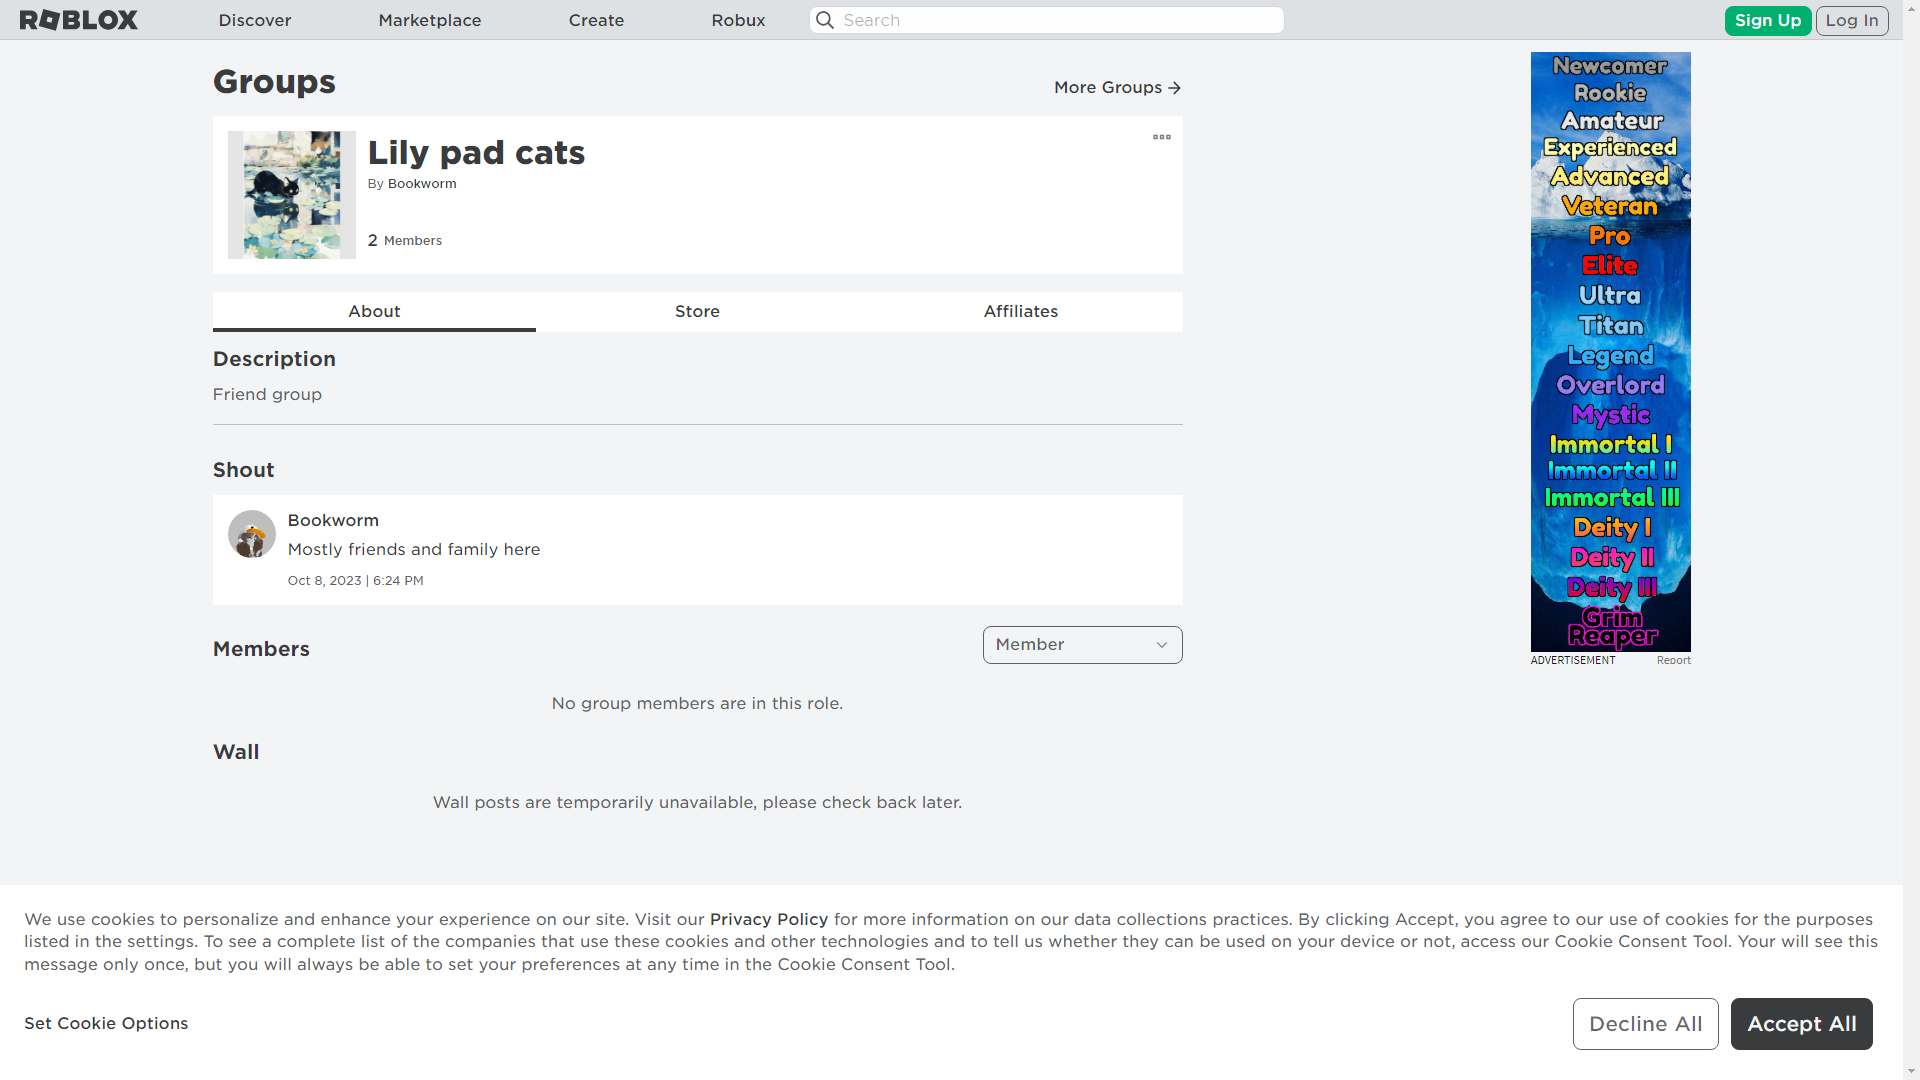 ROBLOX
Discover
Marketplace
Create
Robux
Search
Sign Up
Log In
Groups
More Groups
Lily pad cats
By Bookworm
2 Members
About
Store
Affiliates
Description
Friend group
Shout
Bookworm
Mostly friends and family here
Oct 8, 2023 | 6:24 PM
Members
Member
No group members are in this role.
Wall
Wall posts are temporarily unavailable, please check back later.
Newcomer
Rookie
Amateur
Experienced
Advanced
Veteran
Pro
Elite
Ultra
Titan
Legend
Overlord
Mystic
Immortal I
Immortal II
Immortal III
Deity I
Deity II
Deity III
Grim
Reaper
ADVERTISEMENT
Report
We use cookies to personalize and enhance your experience on our site. Visit our Privacy Policy for more information on our data collections practices. By clicking Accept, you agree to our use of cookies for the purposes
listed in the settings. To see a complete list of the companies that use these cookies and other technologies and to tell us whether they can be used on your device or not, access our Cookie Consent Tool. Your will see this
message only once, but you will always be able to set your preferences at any time in the Cookie Consent Tool.
Set Cookie Options
Decline All
Accept All